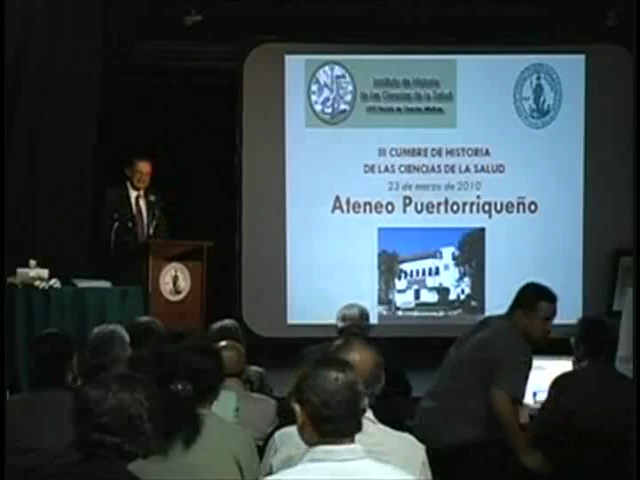 Instituto de Historia
de las Ciencias de la Salud
III CUMBRE DE HISTORIA
DE LAS CIENCIAS DE LA SALUD
23 de marzo de 2010
Ateneo Puertorriqueño